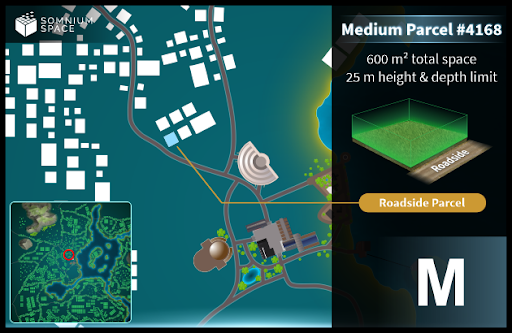 SOMNIUM
SPACE
Medium Parcel #4168
600 m² total space
25 m height & depth limit
Roadside
Roadside Parcel
M